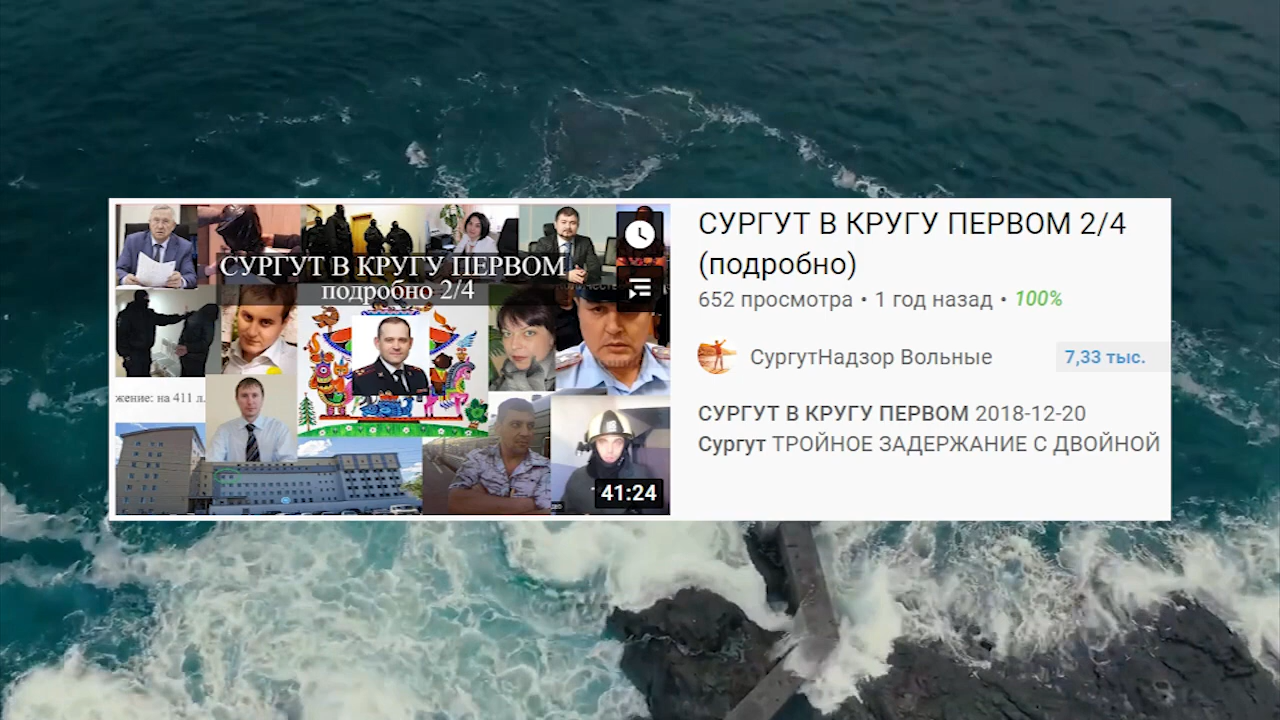 СУРГУТ В КРУГУ ПЕРВОМ
подробно 2/4
жение: на 411 л.
41:24
СУРГУТ В КРУГУ ПЕРВОМ 2/4
(подробно)
652 просмотра • 1 год назад • 100%
СургутНадзор Вольные
7,33 тыс.
СУРГУТ В КРУГУ ПЕРВОМ 2018-12-20
Сургут ТРОЙНОЕ ЗАДЕРЖАНИЕ С ДВОЙНОЙ